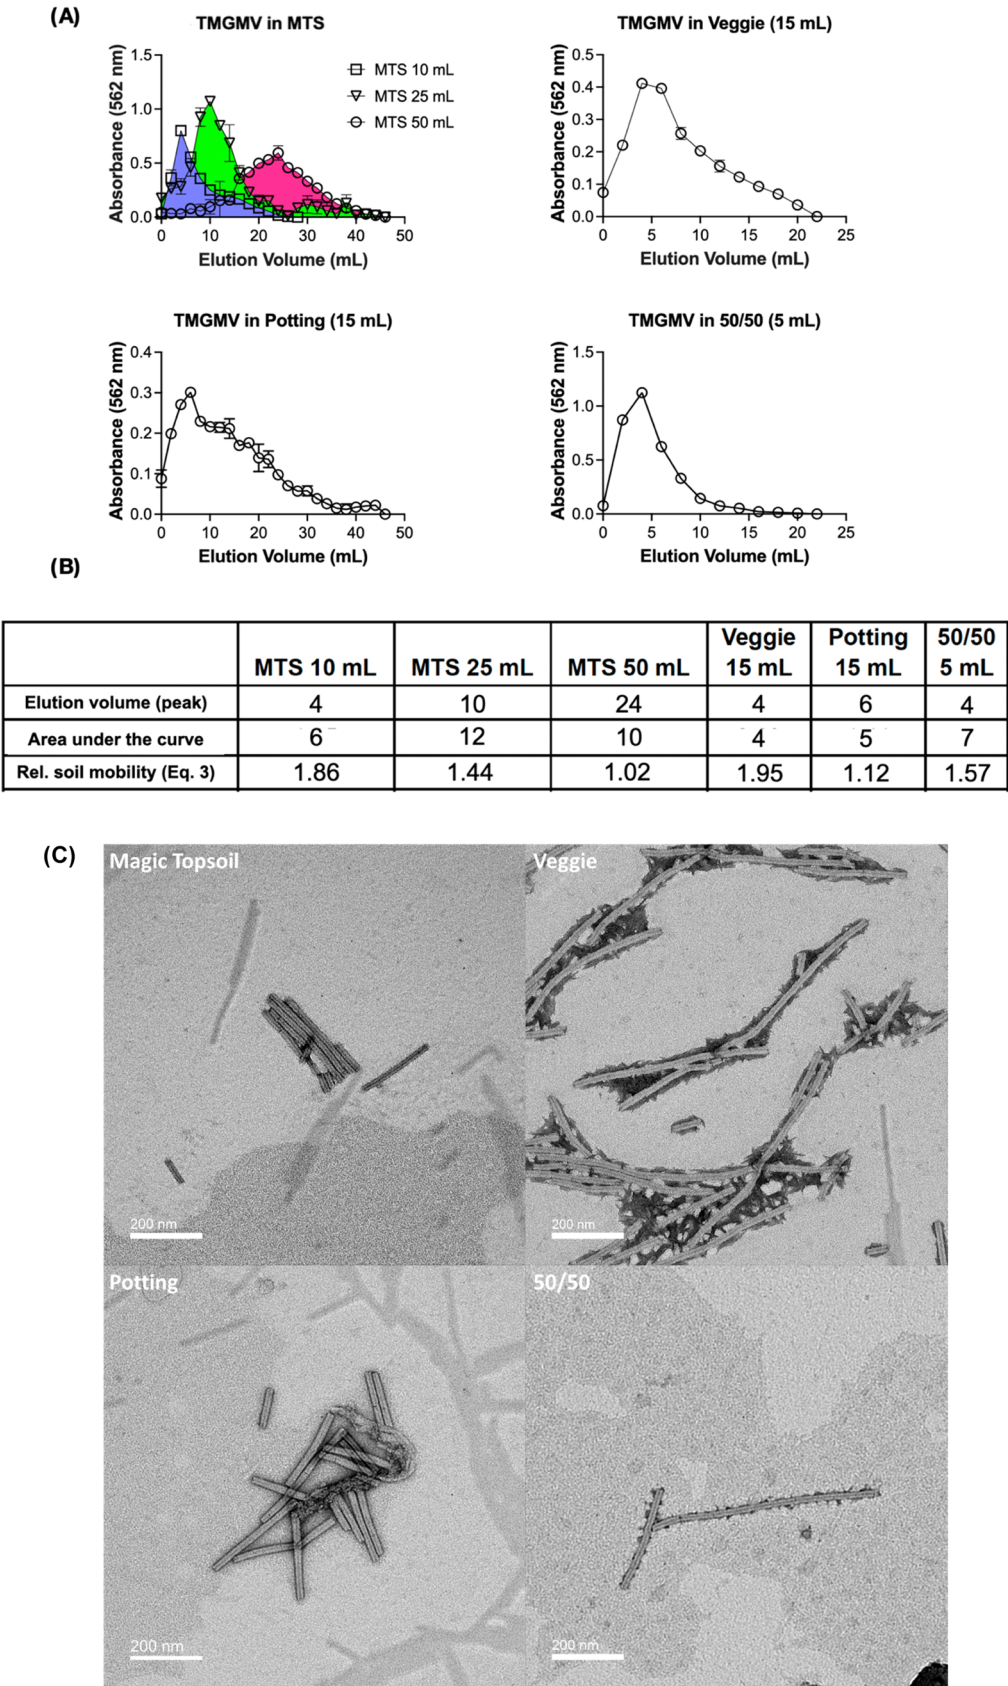 (A)
TMGMV in MTS
Absorbance (562 nm)
1.5
1.0
0.5
0.0
MTS 10 mL
MTS 25 mL
MTS 50 mL
0 10 20 30 40 50
Elution Volume (mL)
TMGMV in Veggie (15 mL)
Absorbance (562 nm)
0.5
0.4
0.3
0.2
0.1
0.0
0 5 10 15 20 25
Elution Volume (mL)
TMGMV in Potting (15 mL)
Absorbance (562 nm)
0.4
0.3
0.2
0.1
0.0
0 10 20 30 40 50
Elution Volume (mL)
TMGMV in 50/50 (5 mL)
Absorbance (562 nm)
1.5
1.0
0.5
0.0
0 5 10 15 20 25
Elution Volume (mL)
(B)
Veggie Potting 50/50
MTS 10 mL MTS 25 mL MTS 50 mL 15 mL 15 mL 5 mL
Elution volume (peak) 4 10 24 4 6 4
Area under the curve 6 12 10 4 5 7
Rel. soil mobility (Eq. 3) 1.86 1.44 1.02 1.95 1.12 1.57
(C)
Magic Topsoil
200 nm
Veggie
200 nm
Potting
200 nm
50/50
200 nm